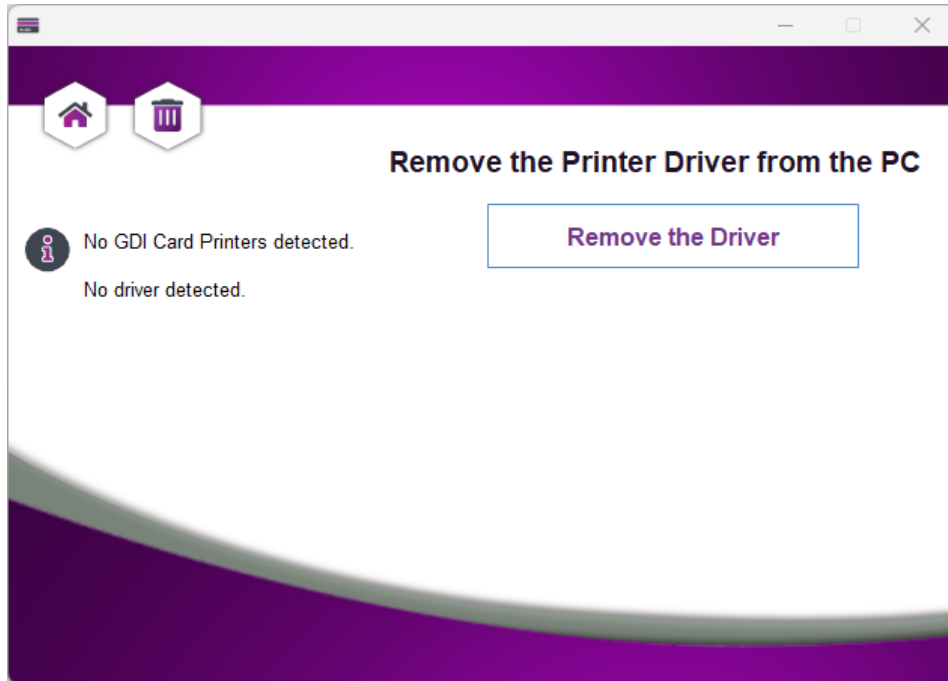 Remove the Printer Driver from the PC
No GDI Card Printers detected.
Remove the Driver
No driver detected.